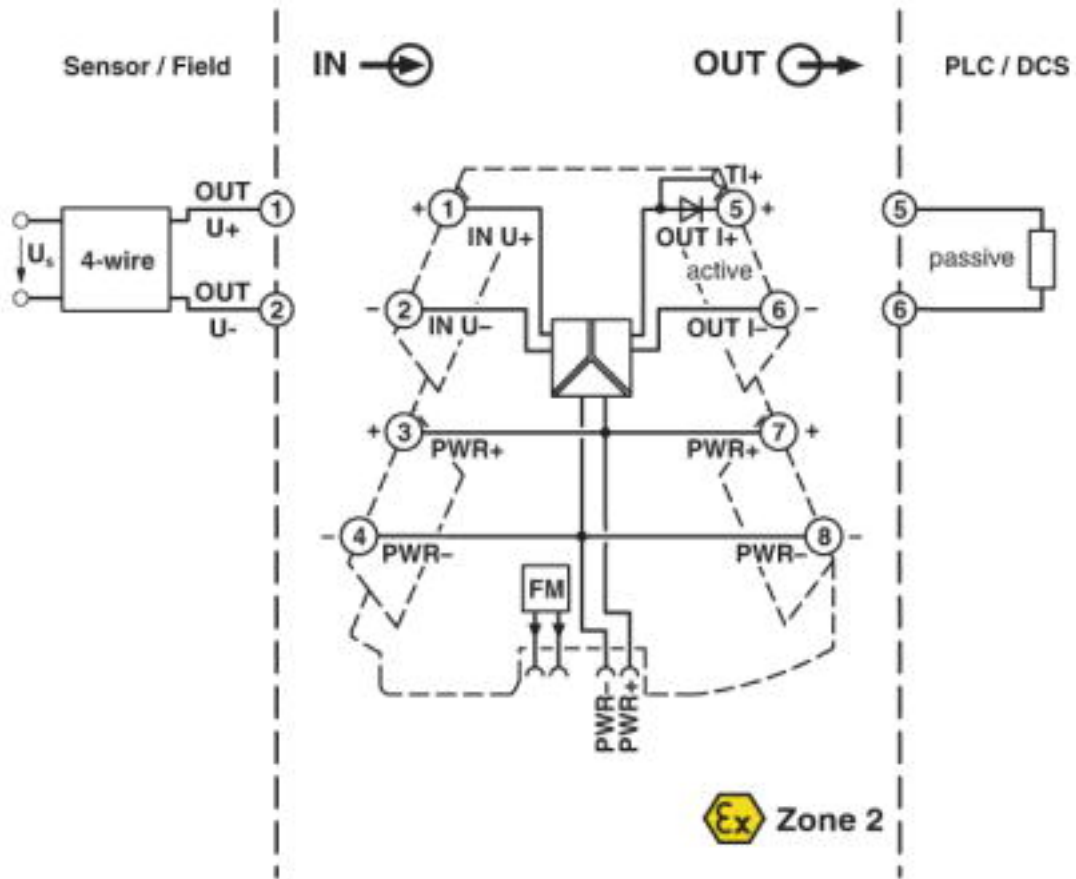 Sensor / Field
IN
OUT
PLC / DCS
OUT
1
U+
Us
4-wire
OUT
2
U-
+ 1
IN U+
- 2
IN U-
TI+
5 +
OUT I+
active
6 -
OUT I-
5
passive
6
+ 3
PWR+
7 +
PWR+
- 4
PWR-
8 -
PWR-
FM
PWR-
PWR+
Ex Zone 2